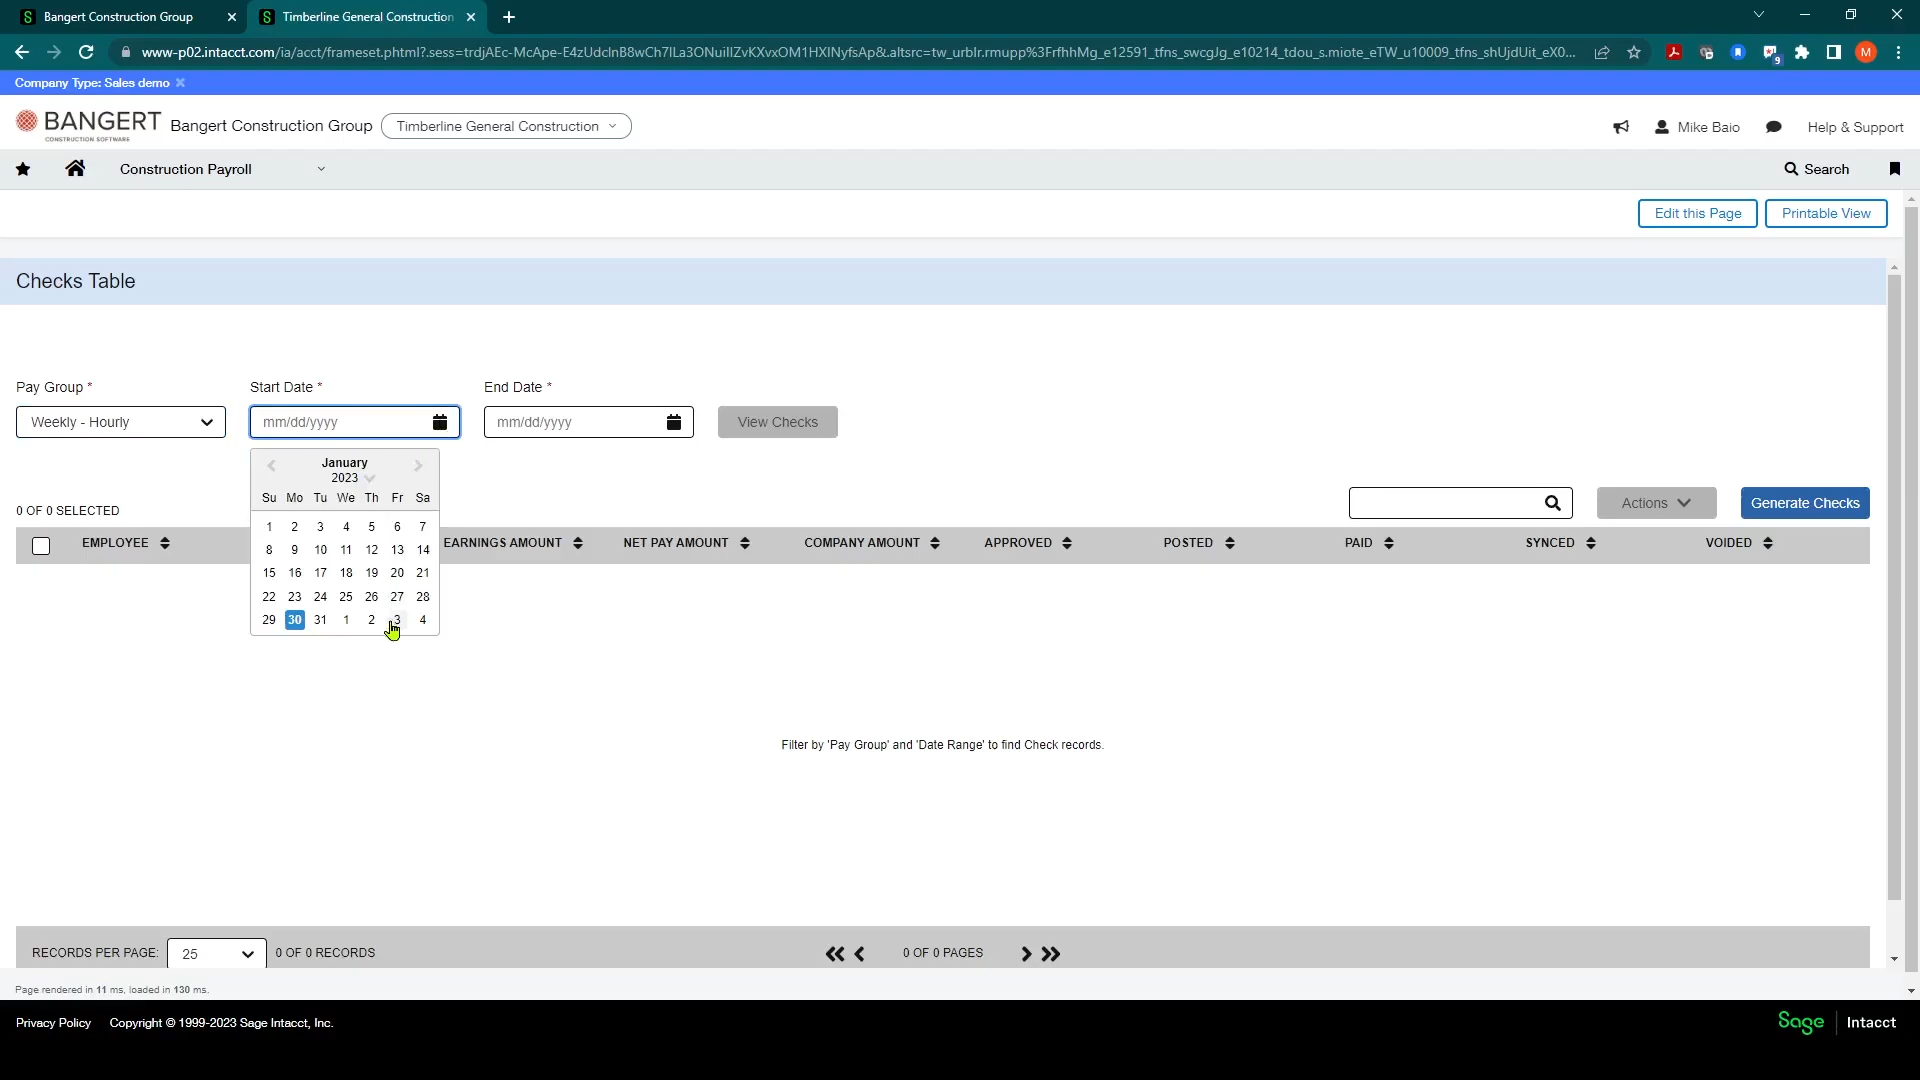 Bangert Construction Group
Timberline General Construction
www-p02.intacct.com/ia/acct/frameset.phtml?.sess=
Company Type: Sales demo
BANGERT
CONSTRUCTION SOFTWARE
Bangert Construction Group
Timberline General Construction
Mike Baio
Help & Support
Construction Payroll
Search
Edit this Page
Printable View
Checks Table
Pay Group *
Start Date *
End Date *
Weekly - Hourly
mm/dd/yyyy
mm/dd/yyyy
View Checks
January
2023
Su Mo Tu We Th Fr Sa
1 2 3 4 5 6 7
8 9 10 11 12 13 14
15 16 17 18 19 20 21
22 23 24 25 26 27 28
29 30 31 1 2 3 4
0 OF 0 SELECTED
Actions
Generate Checks
EMPLOYEE
EARNINGS AMOUNT
NET PAY AMOUNT
COMPANY AMOUNT
APPROVED
POSTED
PAID
SYNCED
VOIDED
Filter by 'Pay Group' and 'Date Range' to find Check records.
RECORDS PER PAGE:
25
0 OF 0 RECORDS
0 OF 0 PAGES
Page rendered in 11 ms, loaded in 130 ms.
Privacy Policy
Copyright © 1999-2023 Sage Intacct, Inc.
Sage
Intacct
M
9